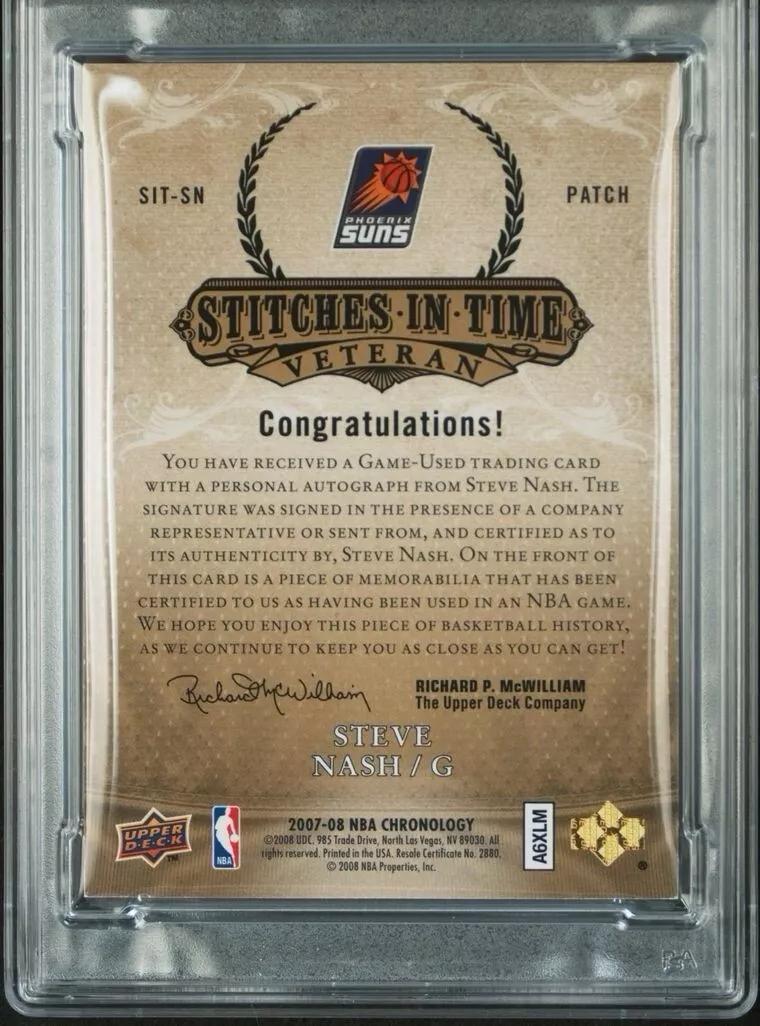 SIT-SN
PATCH
PHOENIX
SUNS
STITCHES·IN·TIME
VETERAN
Congratulations!
YOU HAVE RECEIVED A GAME-USED TRADING CARD
WITH A PERSONAL AUTOGRAPH FROM STEVE NASH. THE
SIGNATURE WAS SIGNED IN THE PRESENCE OF A COMPANY
REPRESENTATIVE OR SENT FROM, AND CERTIFIED AS TO
ITS AUTHENTICITY BY, STEVE NASH. ON THE FRONT OF
THIS CARD IS A PIECE OF MEMORABILIA THAT HAS BEEN
CERTIFIED TO US AS HAVING BEEN USED IN AN NBA GAME.
WE HOPE YOU ENJOY THIS PIECE OF BASKETBALL HISTORY,
AS WE CONTINUE TO KEEP YOU AS CLOSE AS YOU CAN GET!
Richard McWilliam
RICHARD P. McWILLIAM
The Upper Deck Company
STEVE
NASH / G
UPPER
D·E·C·K
TM
NBA
2007-08 NBA CHRONOLOGY
©2008 UDC. 985 Trade Drive, North Las Vegas, NV 89030. All
rights reserved. Printed in the USA. Resale Certificate No. 2880.
© 2008 NBA Properties, Inc.
A6XLM
®
PSA